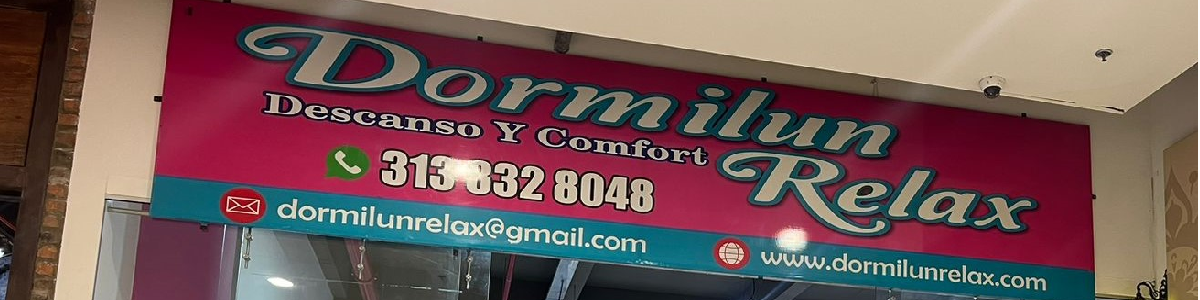 Dormilun
Relax
Descanso Y Comfort
313 832 8048
dormilunrelax@gmail.com
www.dormilunrelax.com